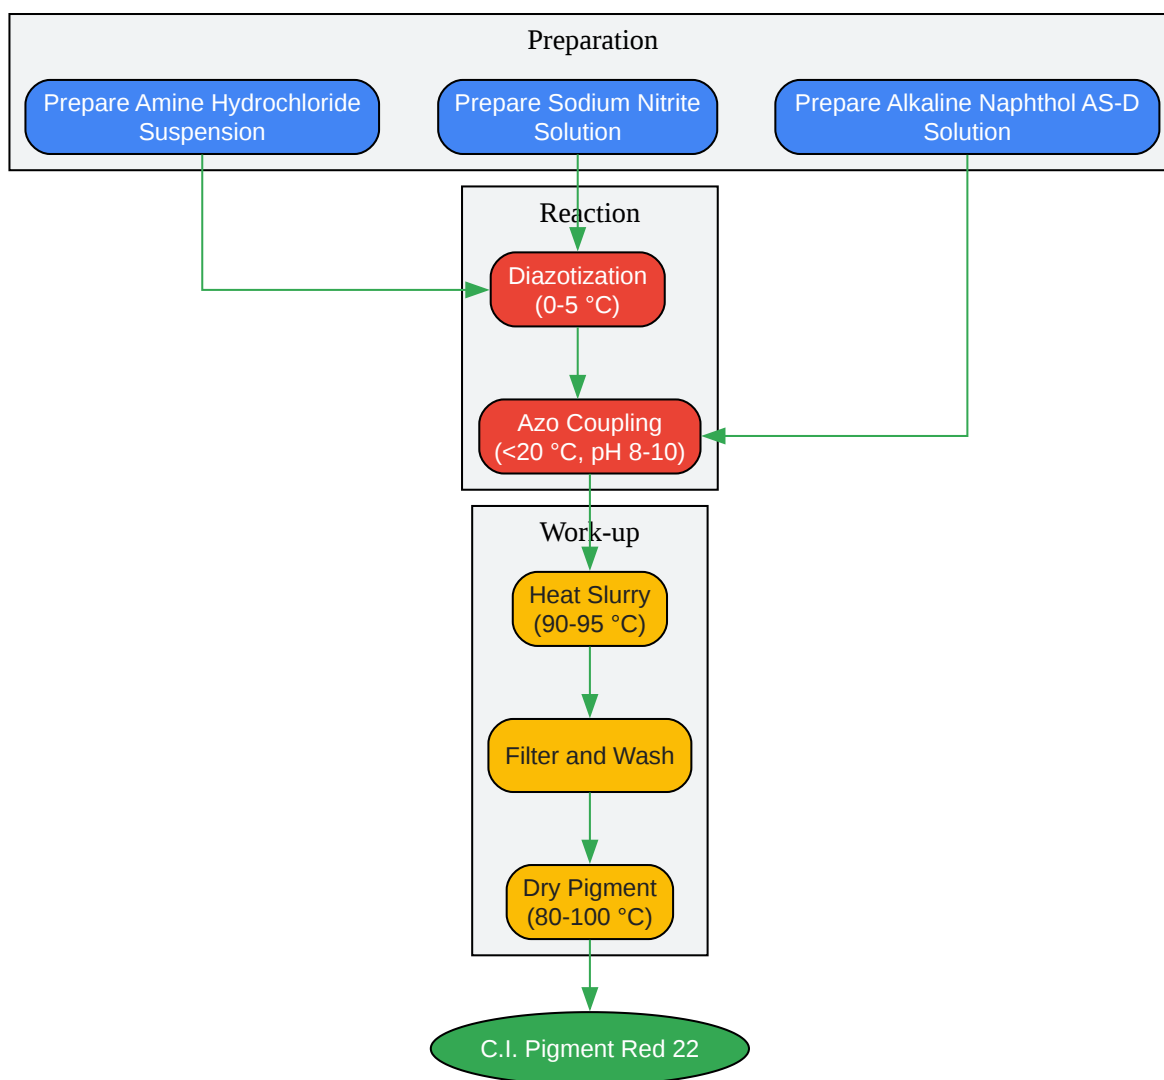 Preparation
Prepare Amine Hydrochloride
Suspension
Prepare Sodium Nitrite
Solution
Prepare Alkaline Naphthol AS-D
Solution
Reaction
Diazotization
(0-5 °C)
Azo Coupling
(<20 °C, pH 8-10)
Work-up
Heat Slurry
(90-95 °C)
Filter and Wash
Dry Pigment
(80-100 °C)
C.I. Pigment Red 22